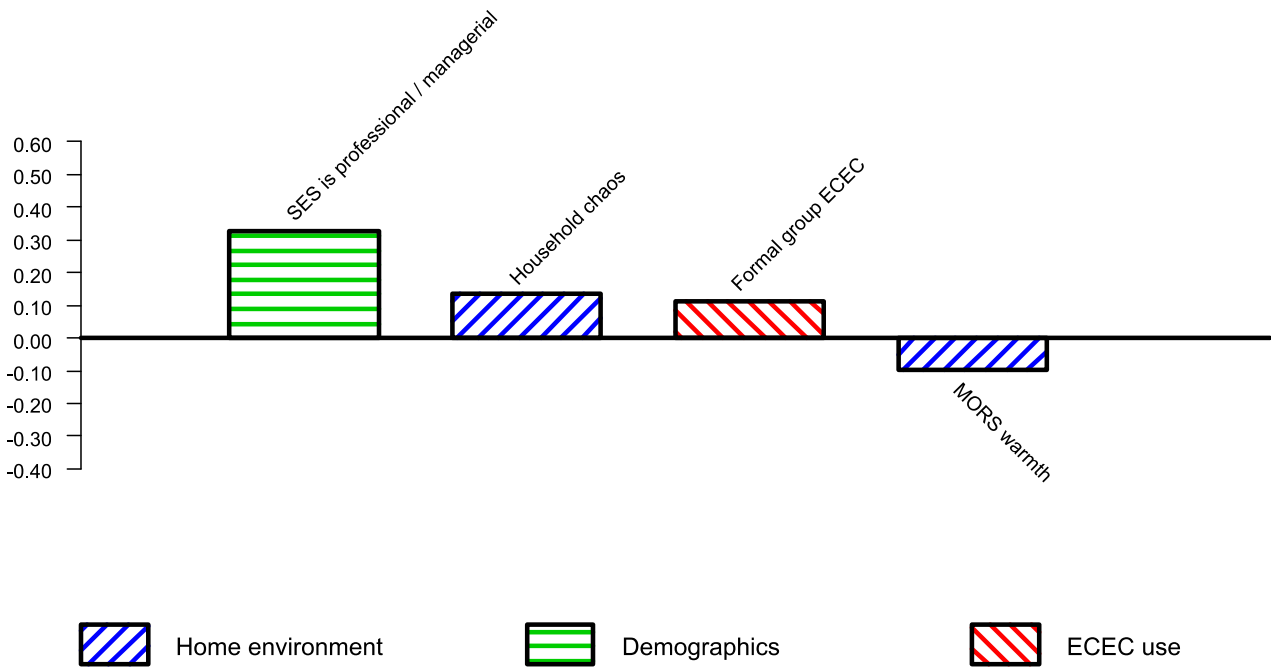 SES is professional / managerial
Household chaos
Formal group ECEC
MORS warmth
0.60
0.50
0.40
0.30
0.20
0.10
0.00
-0.10
-0.20
-0.30
-0.40
Home environment
Demographics
ECEC use